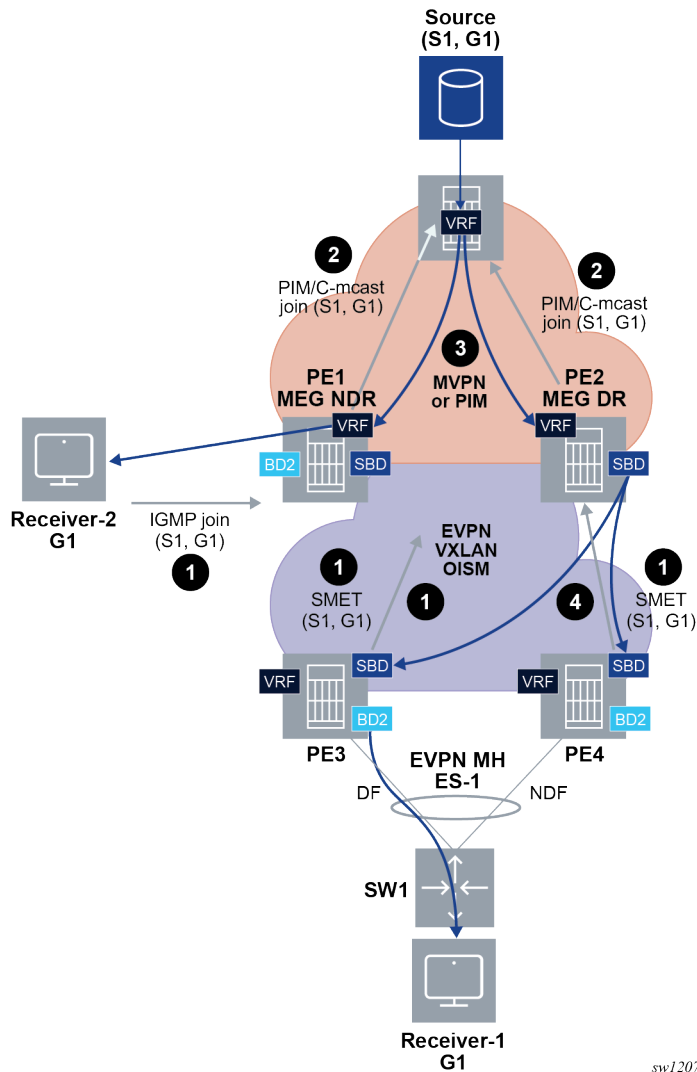 Source
(S1, G1)
VRF
2
PIM/C-mcast
join (S1, G1)
2
PIM/C-mcast
join (S1, G1)
3
MVPN
or PIM
PE1
MEG NDR
PE2
MEG DR
VRF
BD2
SBD
VRF
SBD
Receiver-2
G1
IGMP join
(S1, G1)
1
EVPN
VXLAN
OISM
1
SMET
(S1, G1)
1
4
1
SMET
(S1, G1)
VRF
SBD
BD2
PE3
VRF
SBD
BD2
PE4
EVPN MH
ES-1
DF
NDF
SW1
Receiver-1
G1